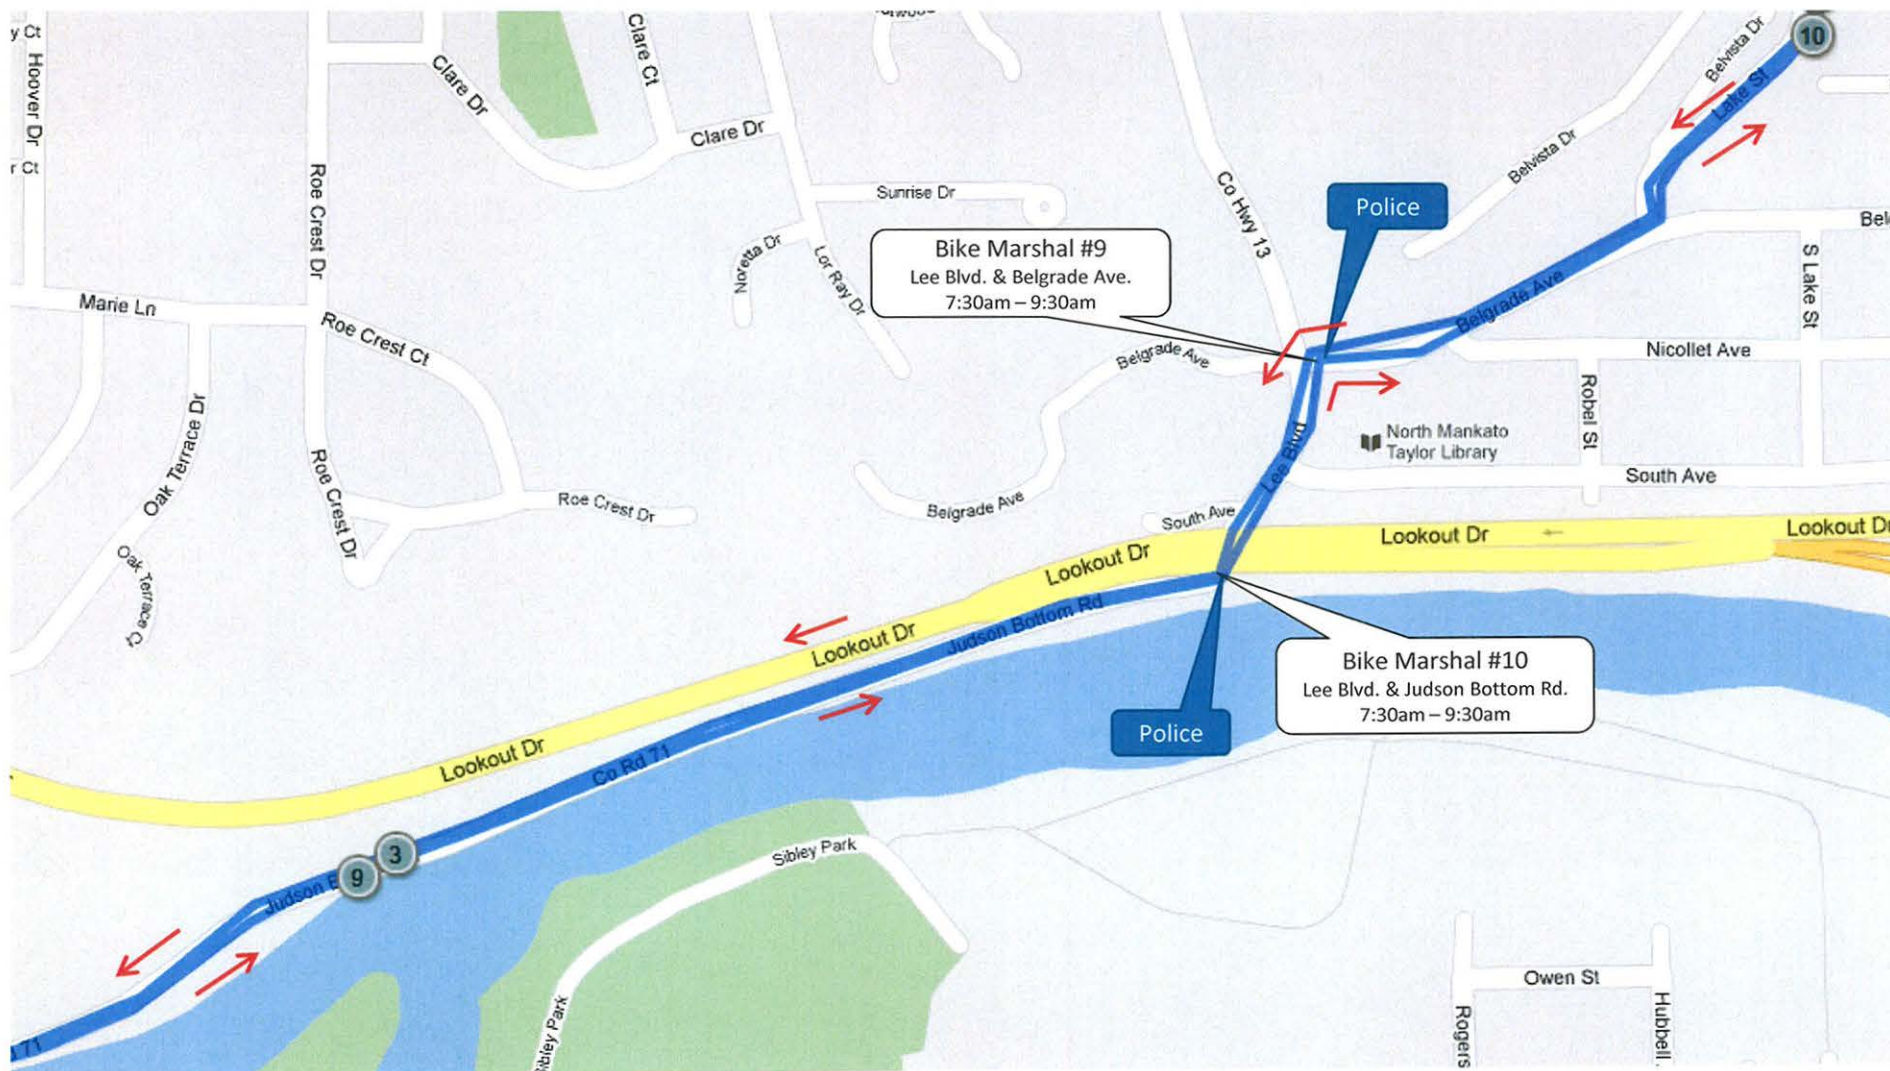 y Ct
Hoover Dr
r Ct
Clare Dr
Clare Ct
Clare Dr
Roe Crest Dr
Sunrise Dr
Noretta Dr
Lor Ray Dr
Co Hwy 13
Belvista Dr
Belvista Dr
Lake St
10
Police
Bike Marshal #9
Lee Blvd. & Belgrade Ave.
7:30am – 9:30am
Marie Ln
Roe Crest Ct
Belgrade Ave
Belgrade Ave
S Lake St
Nicollet Ave
Robel St
North Mankato
Taylor Library
Lee Blvd
South Ave
Oak Terrace Dr
Roe Crest Dr
Roe Crest Dr
Belgrade Ave
South Ave
Oak Terrace Ct
Lookout Dr
Lookout Dr
Lookout Dr
Judson Bottom Rd
Lookout Dr
Bike Marshal #10
Lee Blvd. & Judson Bottom Rd.
7:30am – 9:30am
Police
Lookout Dr
Co Rd 71
3
9
Judson
Sibley Park
Sibley Park
Owen St
Rogers
Hubbell
71